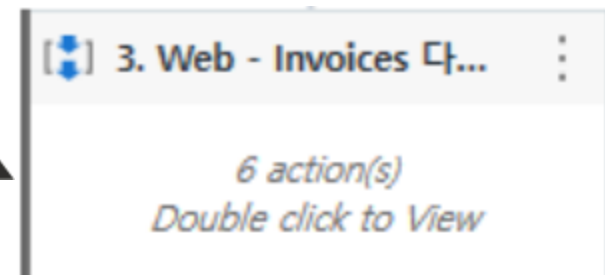 3. Web - Invoices 다...
6 action(s)
Double click to View